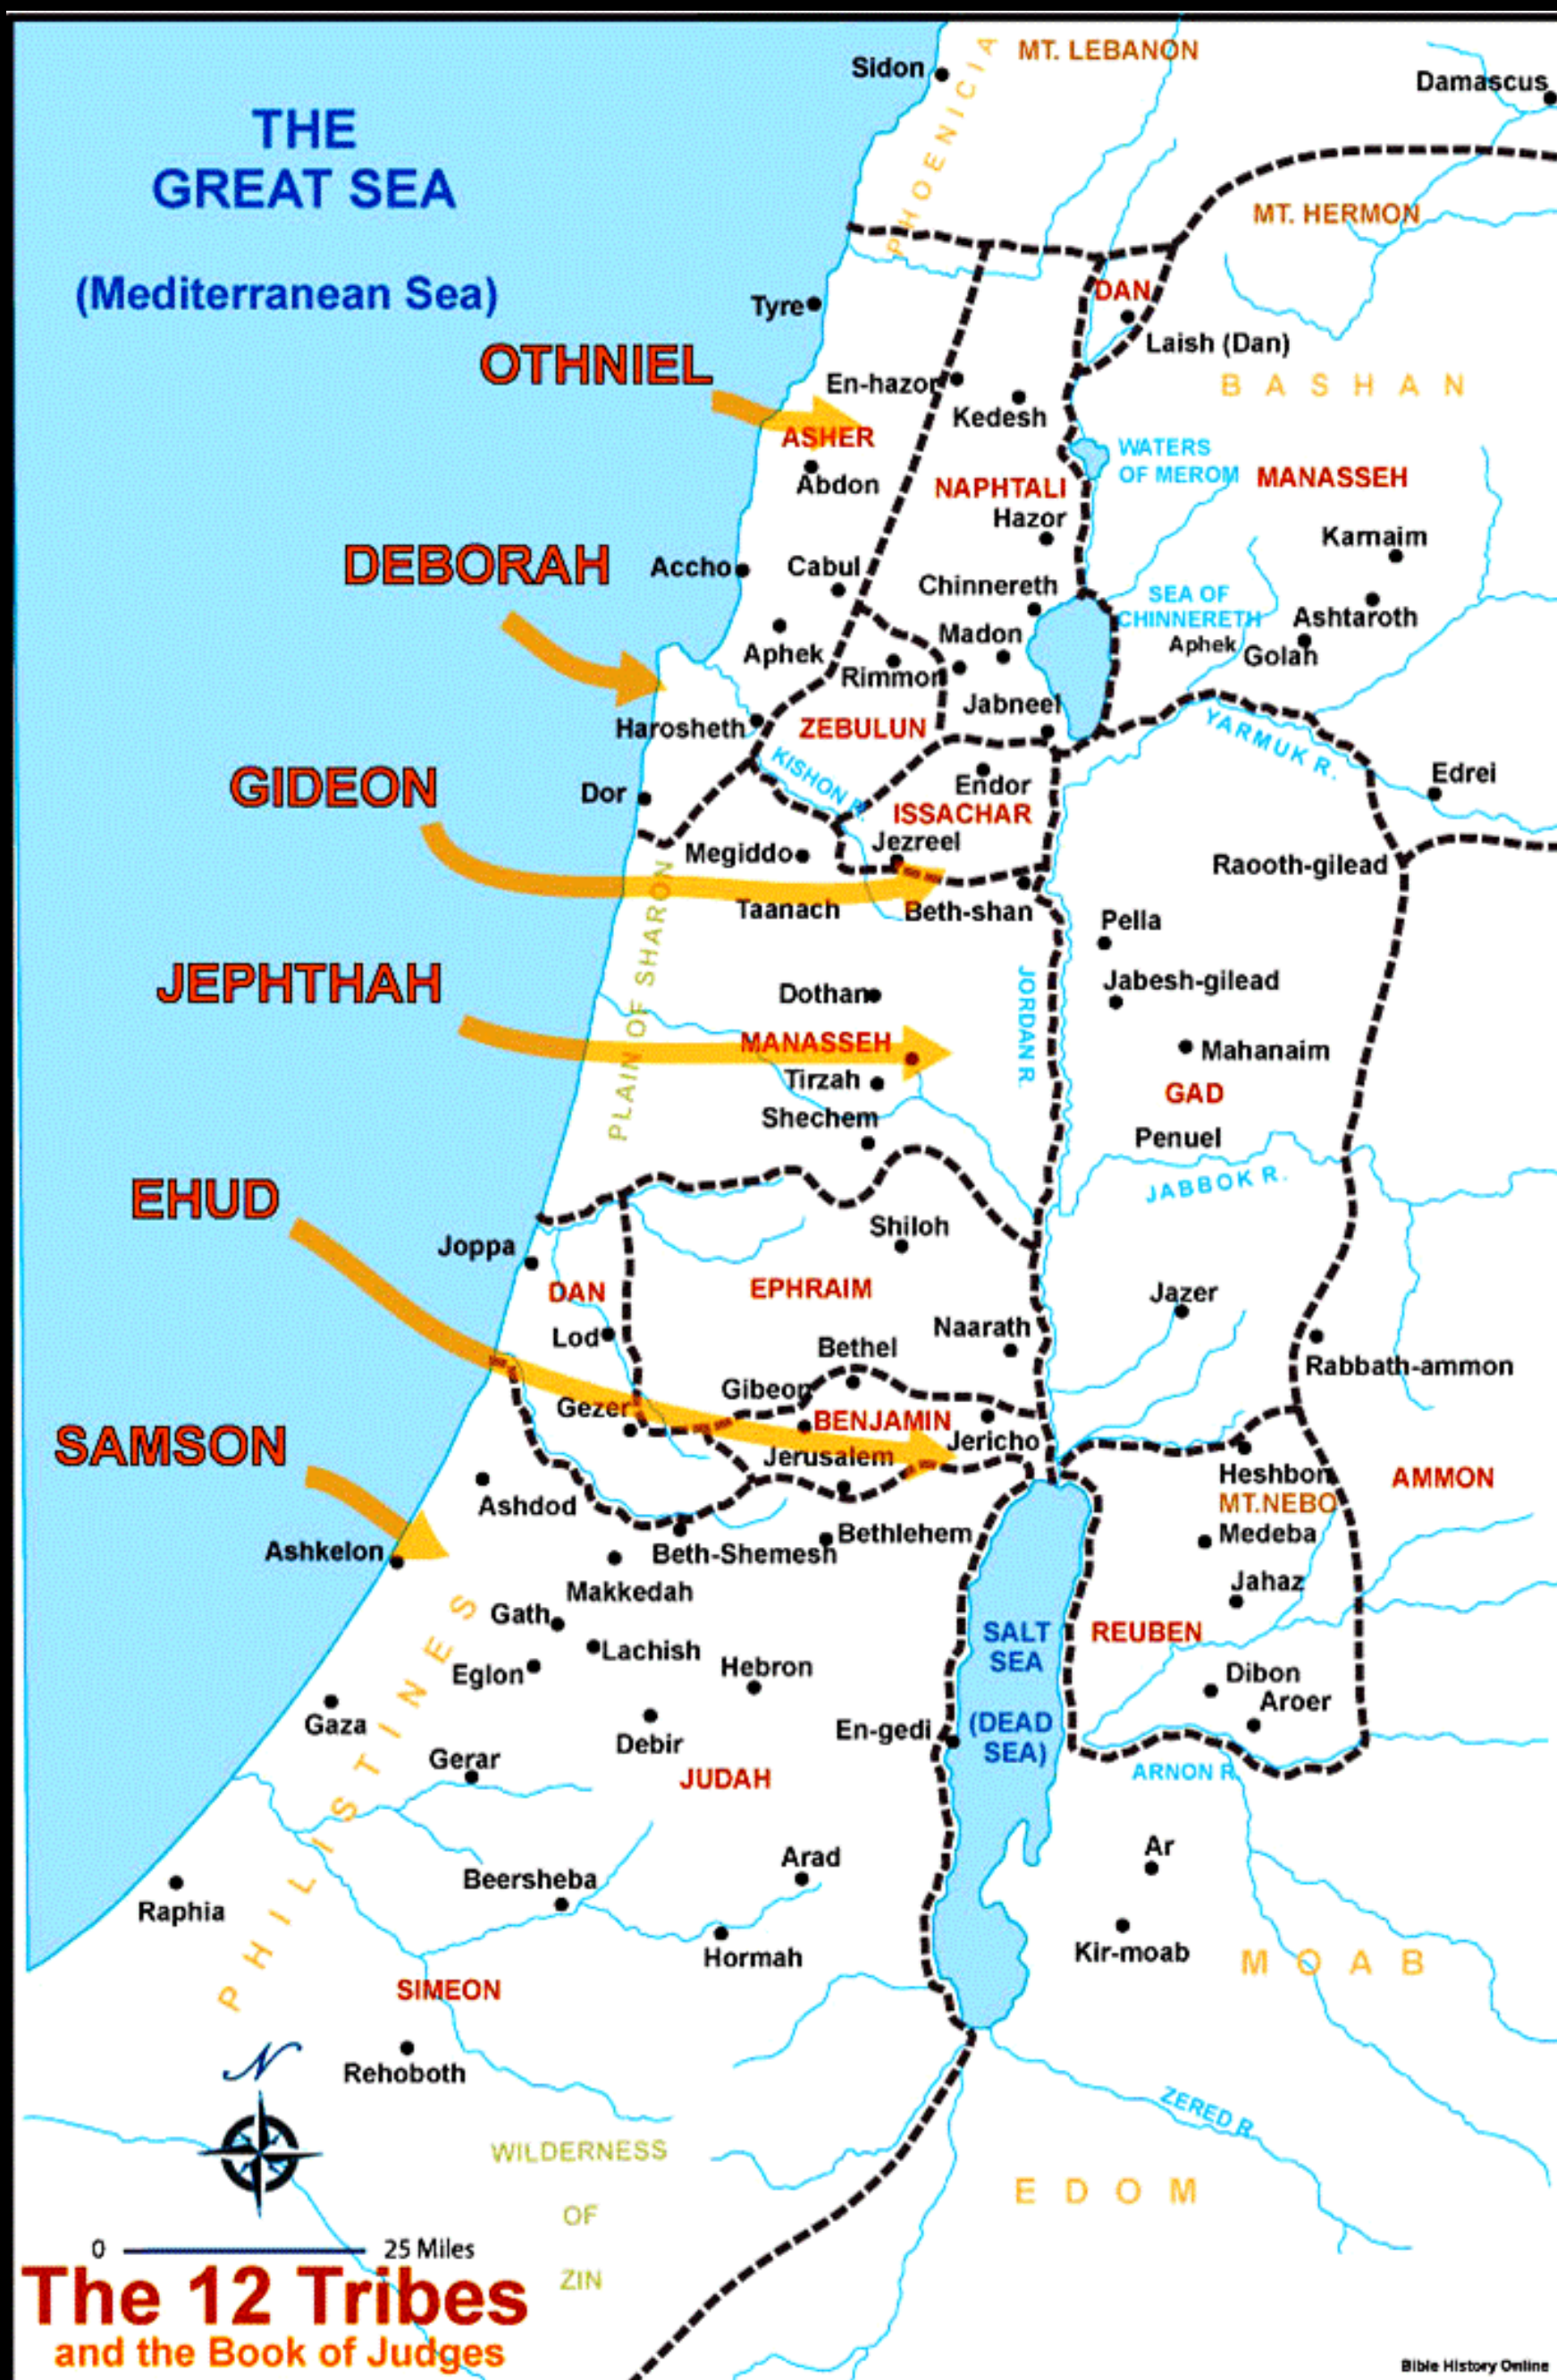 Sidon
PHOENICIA
MT. LEBANON
Damascus
THE
GREAT SEA
(Mediterranean Sea)
MT. HERMON
Tyre
DAN
Laish (Dan)
OTHNIEL
En-hazor
Kedesh
BASHAN
ASHER
Abdon
WATERS
OF MEROM
MANASSEH
NAPHTALI
Hazor
Karnaim
DEBORAH
Accho
Cabul
Chinnereth
SEA OF
CHINNERETH
Ashtaroth
Aphek
Madon
Aphek
Golah
Rimmon
Jabneel
Harosheth
ZEBULUN
YARMUK R.
KISHON R.
GIDEON
Dor
Endor
Edrei
ISSACHAR
Megiddo
Jezreel
Raooth-gilead
Taanach
Beth-shan
Pella
PLAIN OF SHARON
JEPHTHAH
Dothan
JORDAN R.
Jabesh-gilead
MANASSEH
Mahanaim
Tirzah
GAD
Shechem
Penuel
JABBOK R.
EHUD
Joppa
Shiloh
DAN
EPHRAIM
Jazer
Lod
Naarath
Bethel
Rabbath-ammon
Gibeon
Gezer
BENJAMIN
Jericho
SAMSON
Jerusalem
Heshbon
AMMON
MT.NEBO
Ashdod
Medeba
Ashkelon
Beth-Shemesh
Bethlehem
Makkedah
Jahaz
Gath
SALT
SEA
REUBEN
Lachish
Eglon
Hebron
Dibon
Aroer
Gaza
Debir
En-gedi
(DEAD
SEA)
Gerar
JUDAH
ARNON R.
PHILISTINES
Ar
Arad
Beersheba
Raphia
Hormah
Kir-moab
MOAB
SIMEON
N
Rehoboth
ZERED R.
WILDERNESS
OF
ZIN
EDOM
0 25 Miles
The 12 Tribes
and the Book of Judges
Bible History Online